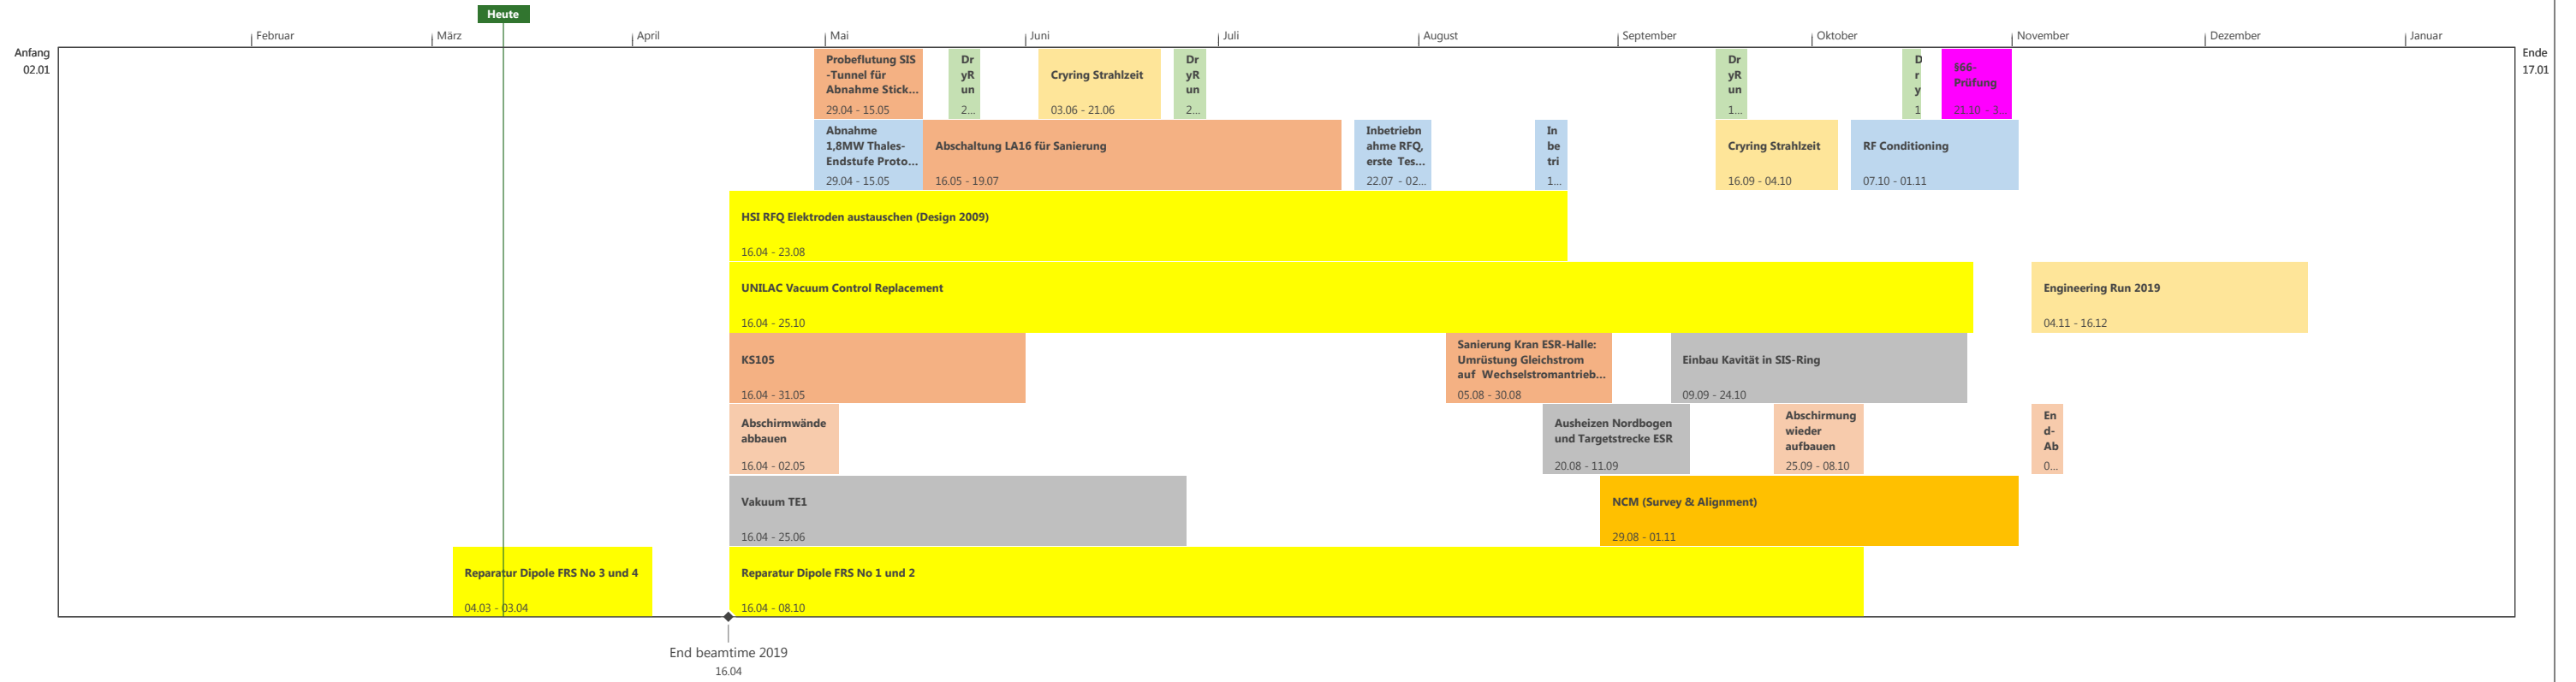 Heute
Februar März April Mai Juni Juli August September Oktober November Dezember Januar
Anfang
02.01
Ende
17.01
Probeflutung SIS
-Tunnel für
Abnahme Stick...
29.04 - 15.05
Dr
yR
un
2...
Cryring Strahlzeit
03.06 - 21.06
Dr
yR
un
2...
Dr
yR
un
1...
D
r
y
1
§66-
Prüfung
21.10 - 3...
Abnahme
1,8MW Thales-
Endstufe Proto...
29.04 - 15.05
Abschaltung LA16 für Sanierung
16.05 - 19.07
Inbetriebn
ahme RFQ,
erste Tes...
22.07 - 02...
In
be
tri
1...
Cryring Strahlzeit
16.09 - 04.10
RF Conditioning
07.10 - 01.11
HSI RFQ Elektroden austauschen (Design 2009)
16.04 - 23.08
UNILAC Vacuum Control Replacement
16.04 - 25.10
Engineering Run 2019
04.11 - 16.12
KS105
16.04 - 31.05
Sanierung Kran ESR-Halle:
Umrüstung Gleichstrom
auf Wechselstromantrieb...
05.08 - 30.08
Einbau Kavität in SIS-Ring
09.09 - 24.10
Abschirmwände
abbauen
16.04 - 02.05
Ausheizen Nordbogen
und Targetstrecke ESR
20.08 - 11.09
Abschirmung
wieder
aufbauen
25.09 - 08.10
En
d-
Ab
0...
Vakuum TE1
16.04 - 25.06
NCM (Survey & Alignment)
29.08 - 01.11
Reparatur Dipole FRS No 3 und 4
04.03 - 03.04
Reparatur Dipole FRS No 1 und 2
16.04 - 08.10
End beamtime 2019
16.04